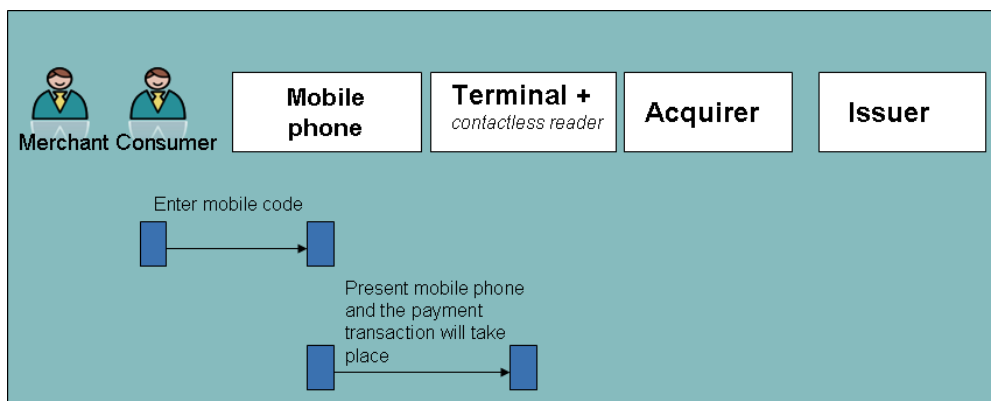 Merchant
Consumer
Mobile
phone
Terminal +
contactless reader
Acquirer
Issuer
Enter mobile code
Present mobile phone
and the payment
transaction will take
place